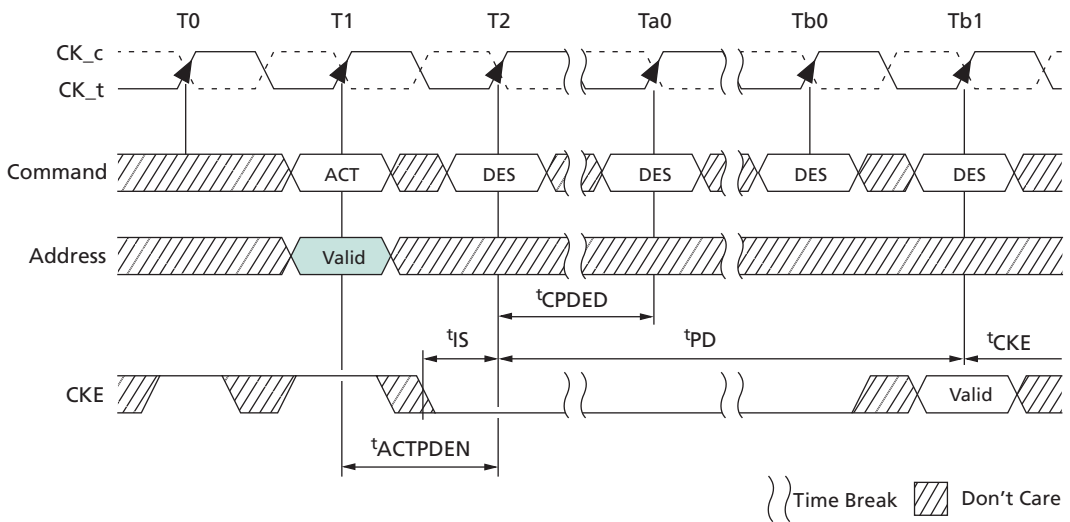 T0 T1 T2 Ta0 Tb0 Tb1
CK_c
CK_t
Command ACT DES DES DES DES
Address Valid
tCPDED
tIS tPD tCKE
CKE Valid
tACTPDEN
Time Break Don't Care